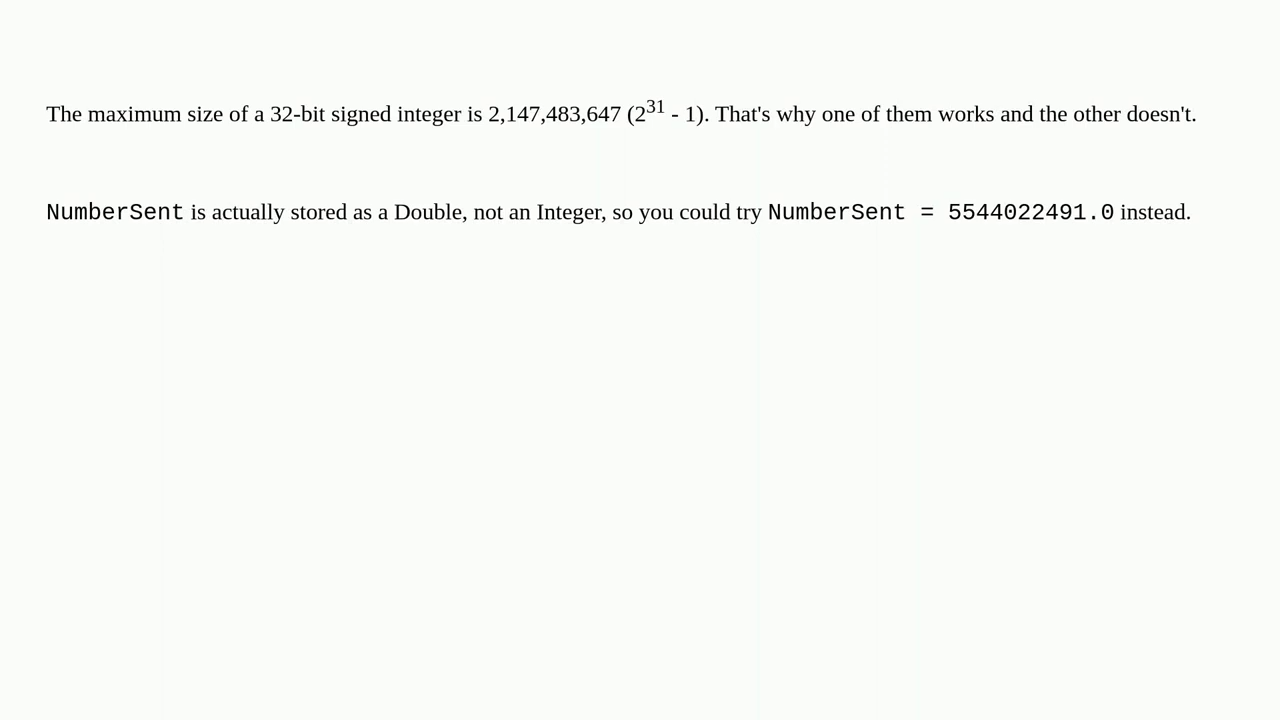 The maximum size of a 32-bit signed integer is 2,147,483,647 (2³¹ - 1). That's why one of them works and the other doesn't.
NumberSent is actually stored as a Double, not an Integer, so you could try NumberSent = 5544022491.0 instead.